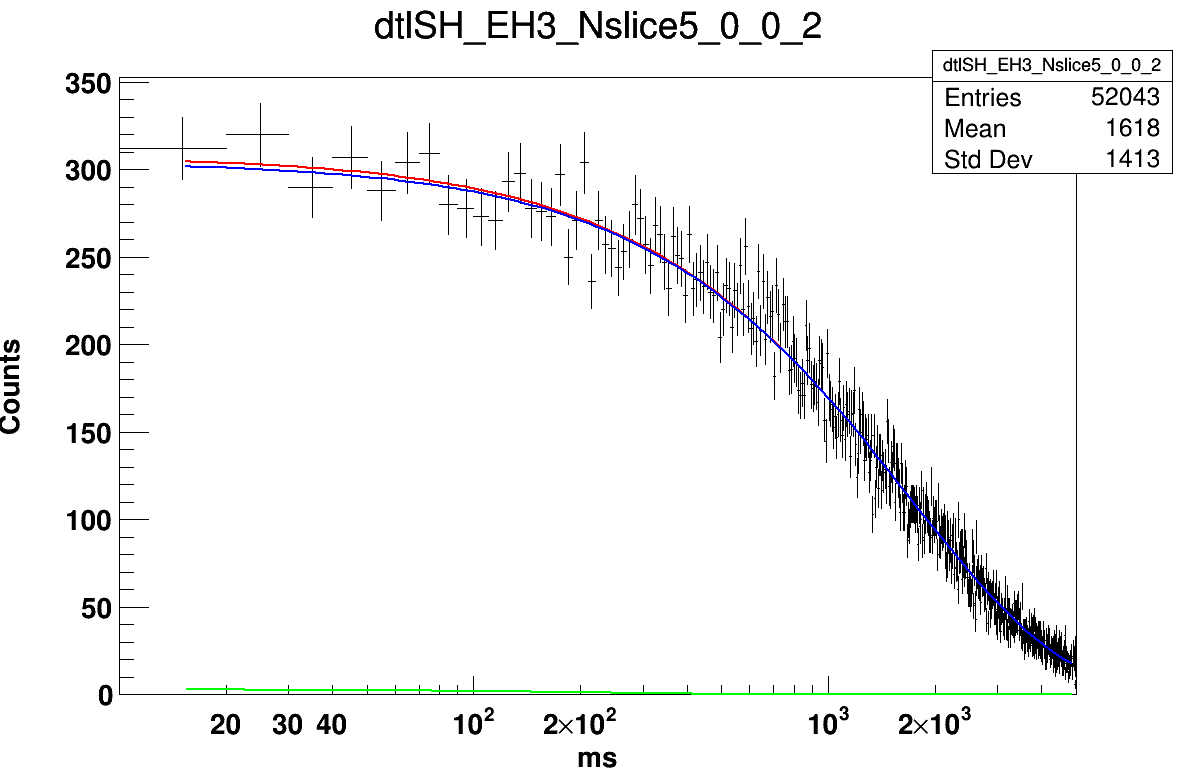 dtlSH_EH3_Nslice5_0_0_2
dtlSH_EH3_Nslice5_0_0_2
Entries 52043
Mean 1618
Std Dev 1413
350
300
250
200
150
100
50
0
Counts
20 30 40 10² 2×10² 10³ 2×10³
ms